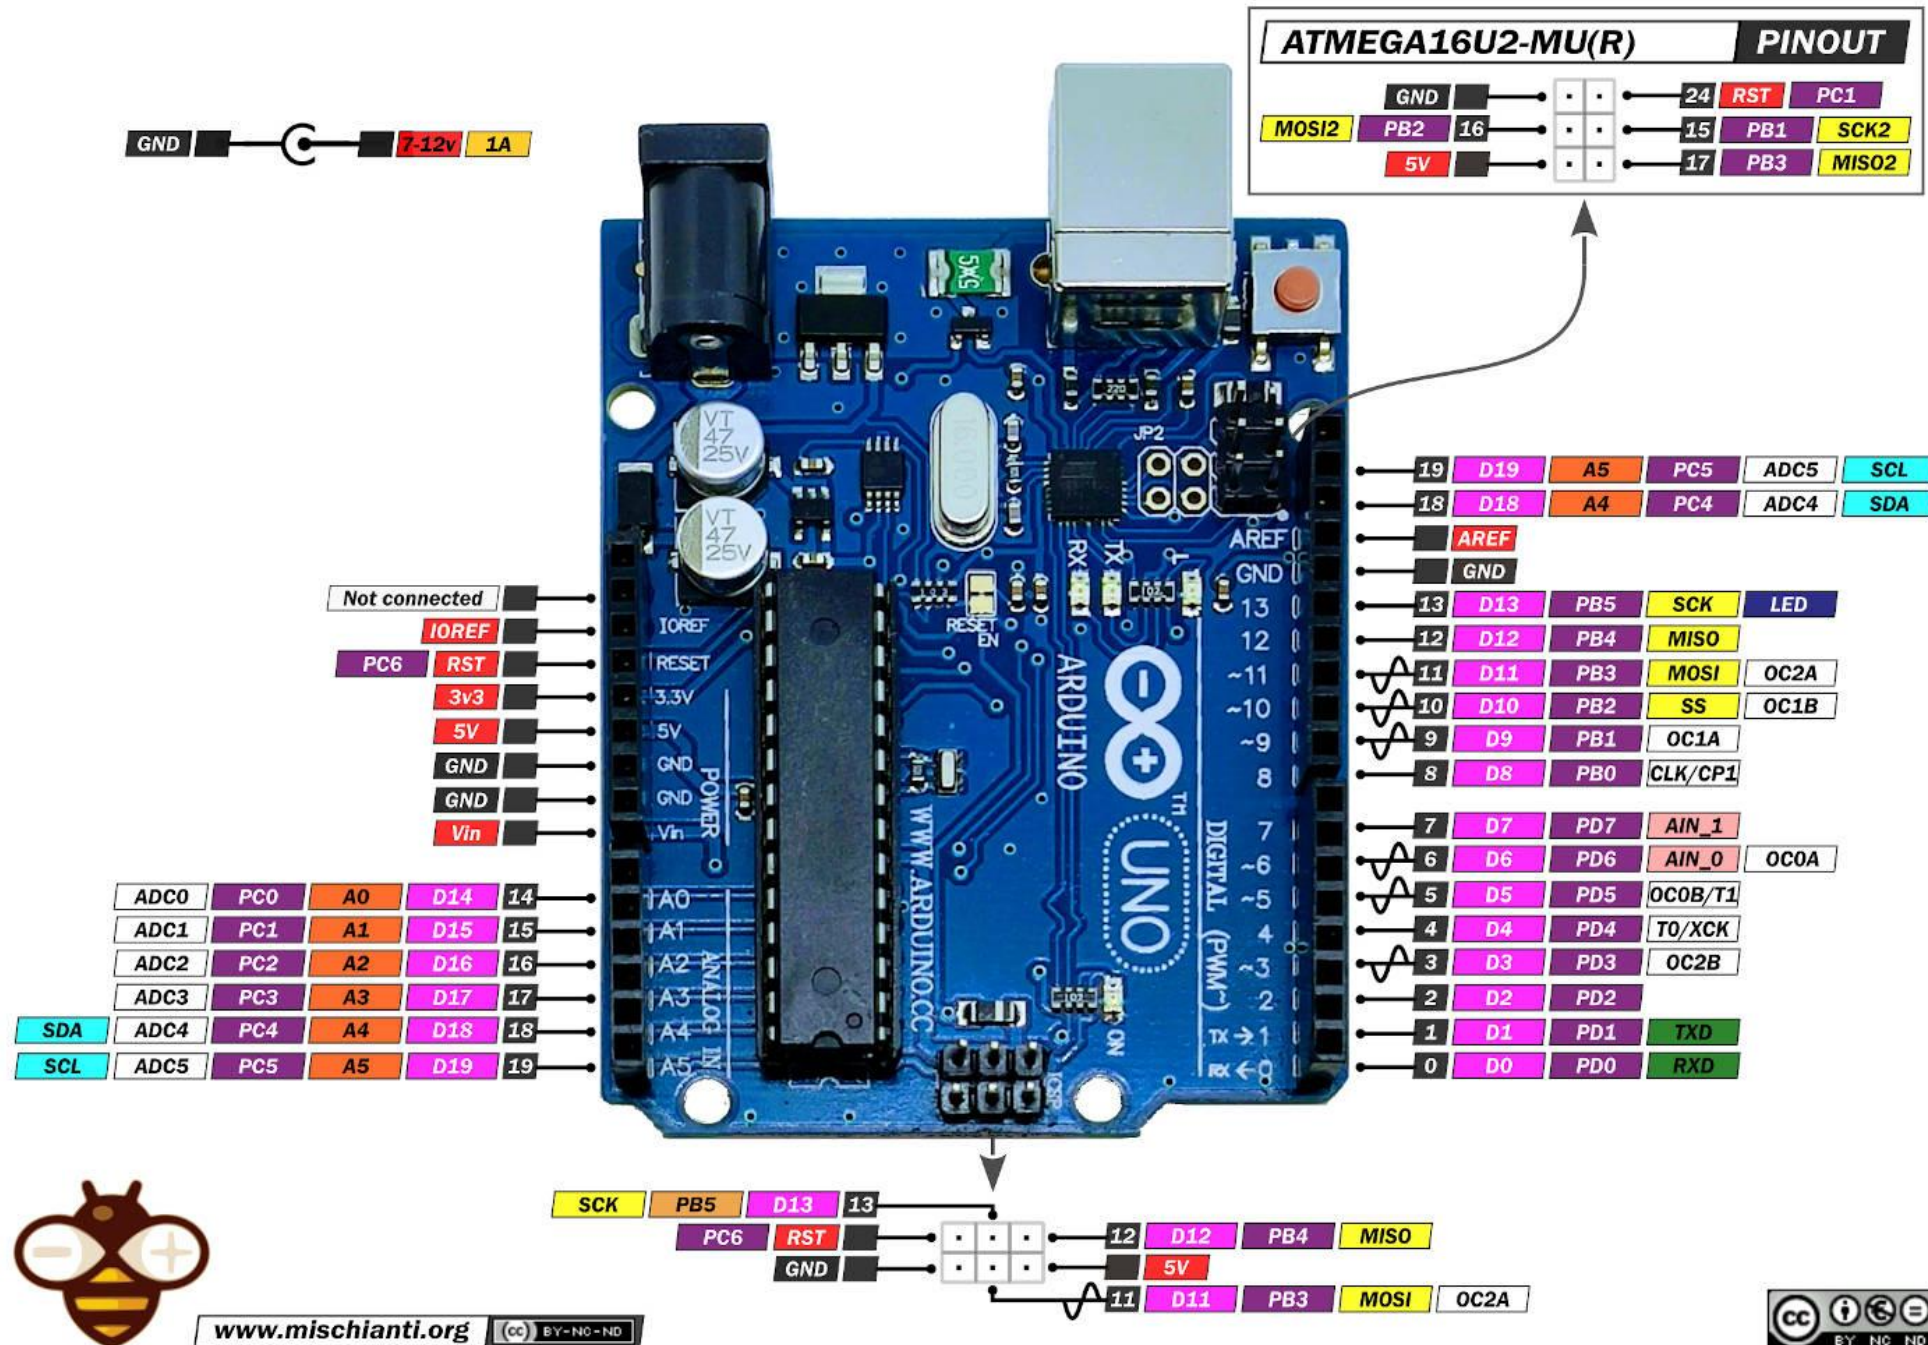 ATMEGA16U2-MU(R) PINOUT
GND 24 RST PC1
MOSI2 PB2 16 15 PB1 SCK2
5V 17 PB3 MISO2
GND 7-12v 1A
VT
47
25V
VT
47
25V
220
JP2
RX TX L
RESET
EN
AREF
GND
13
12
~11
~10
~9
8
7
~6
~5
4
~3
2
TX→1
RX←0
DIGITAL (PWM~)
ARDUINO
TM
UNO
WWW.ARDUINO.CC
ON
ICSP
IOREF
RESET
3.3V
5V
GND
GND
Vin
POWER
A0
A1
A2
A3
A4
A5
ANALOG IN
Not connected
IOREF
PC6 RST
3v3
5V
GND
GND
Vin
ADC0 PC0 A0 D14 14
ADC1 PC1 A1 D15 15
ADC2 PC2 A2 D16 16
ADC3 PC3 A3 D17 17
SDA ADC4 PC4 A4 D18 18
SCL ADC5 PC5 A5 D19 19
19 D19 A5 PC5 ADC5 SCL
18 D18 A4 PC4 ADC4 SDA
AREF
GND
13 D13 PB5 SCK LED
12 D12 PB4 MISO
11 D11 PB3 MOSI OC2A
10 D10 PB2 SS OC1B
9 D9 PB1 OC1A
8 D8 PB0 CLK/CP1
7 D7 PD7 AIN_1
6 D6 PD6 AIN_0 OC0A
5 D5 PD5 OC0B/T1
4 D4 PD4 T0/XCK
3 D3 PD3 OC2B
2 D2 PD2
1 D1 PD1 TXD
0 D0 PD0 RXD
SCK PB5 D13 13
PC6 RST 12 D12 PB4 MISO
GND 5V
11 D11 PB3 MOSI OC2A
www.mischianti.org (cc) BY-NC-ND
cc BY NC ND